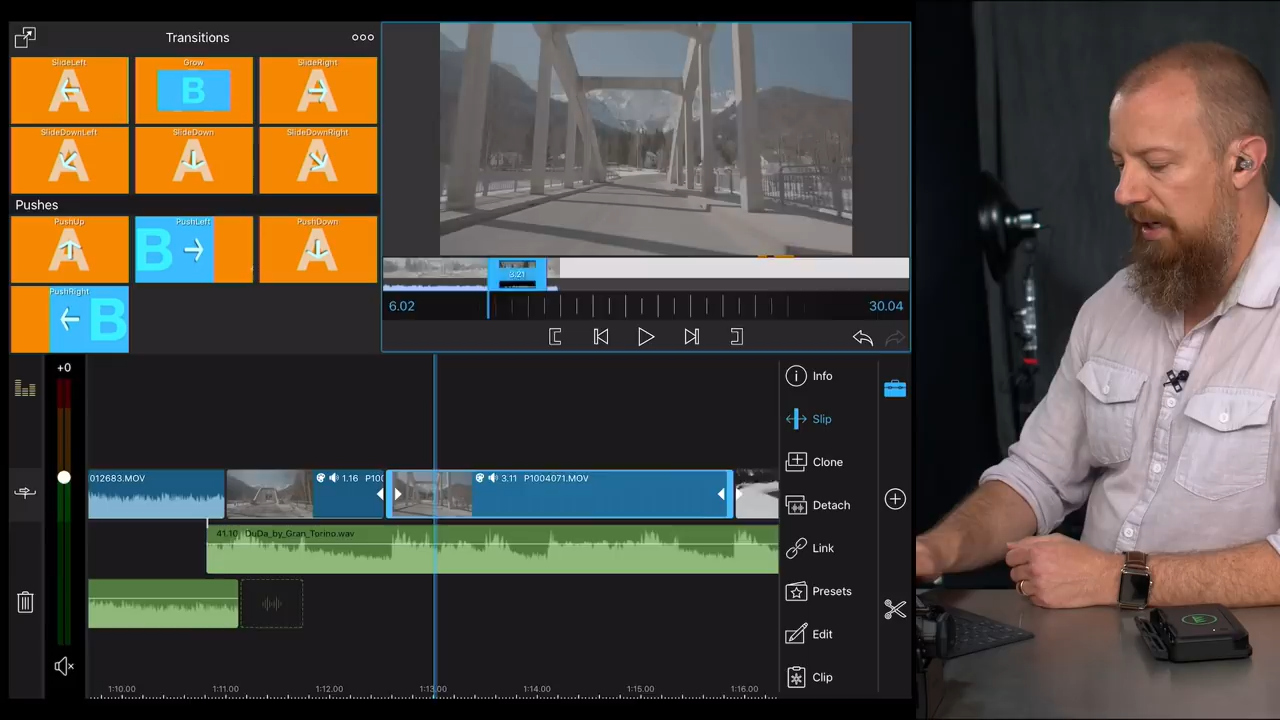 Transitions
SlideLeft
Grow
SlideRight
A
B
A
SlideDownLeft
SlideDown
SlideDownRight
A
A
A
Pushes
PushUp
PushLeft
PushDown
A
B
A
PushRight
B
3.21
6.02
30.04
+0
Info
Slip
Clone
Detach
Link
Presets
Edit
Clip
012683.MOV
1.16 P100
3.11 P1004071.MOV
41.10 DuDa_by_Gran_Torino.wav
1:10.00
1:11.00
1:12.00
1:13.00
1:14.00
1:15.00
1:16.00
E